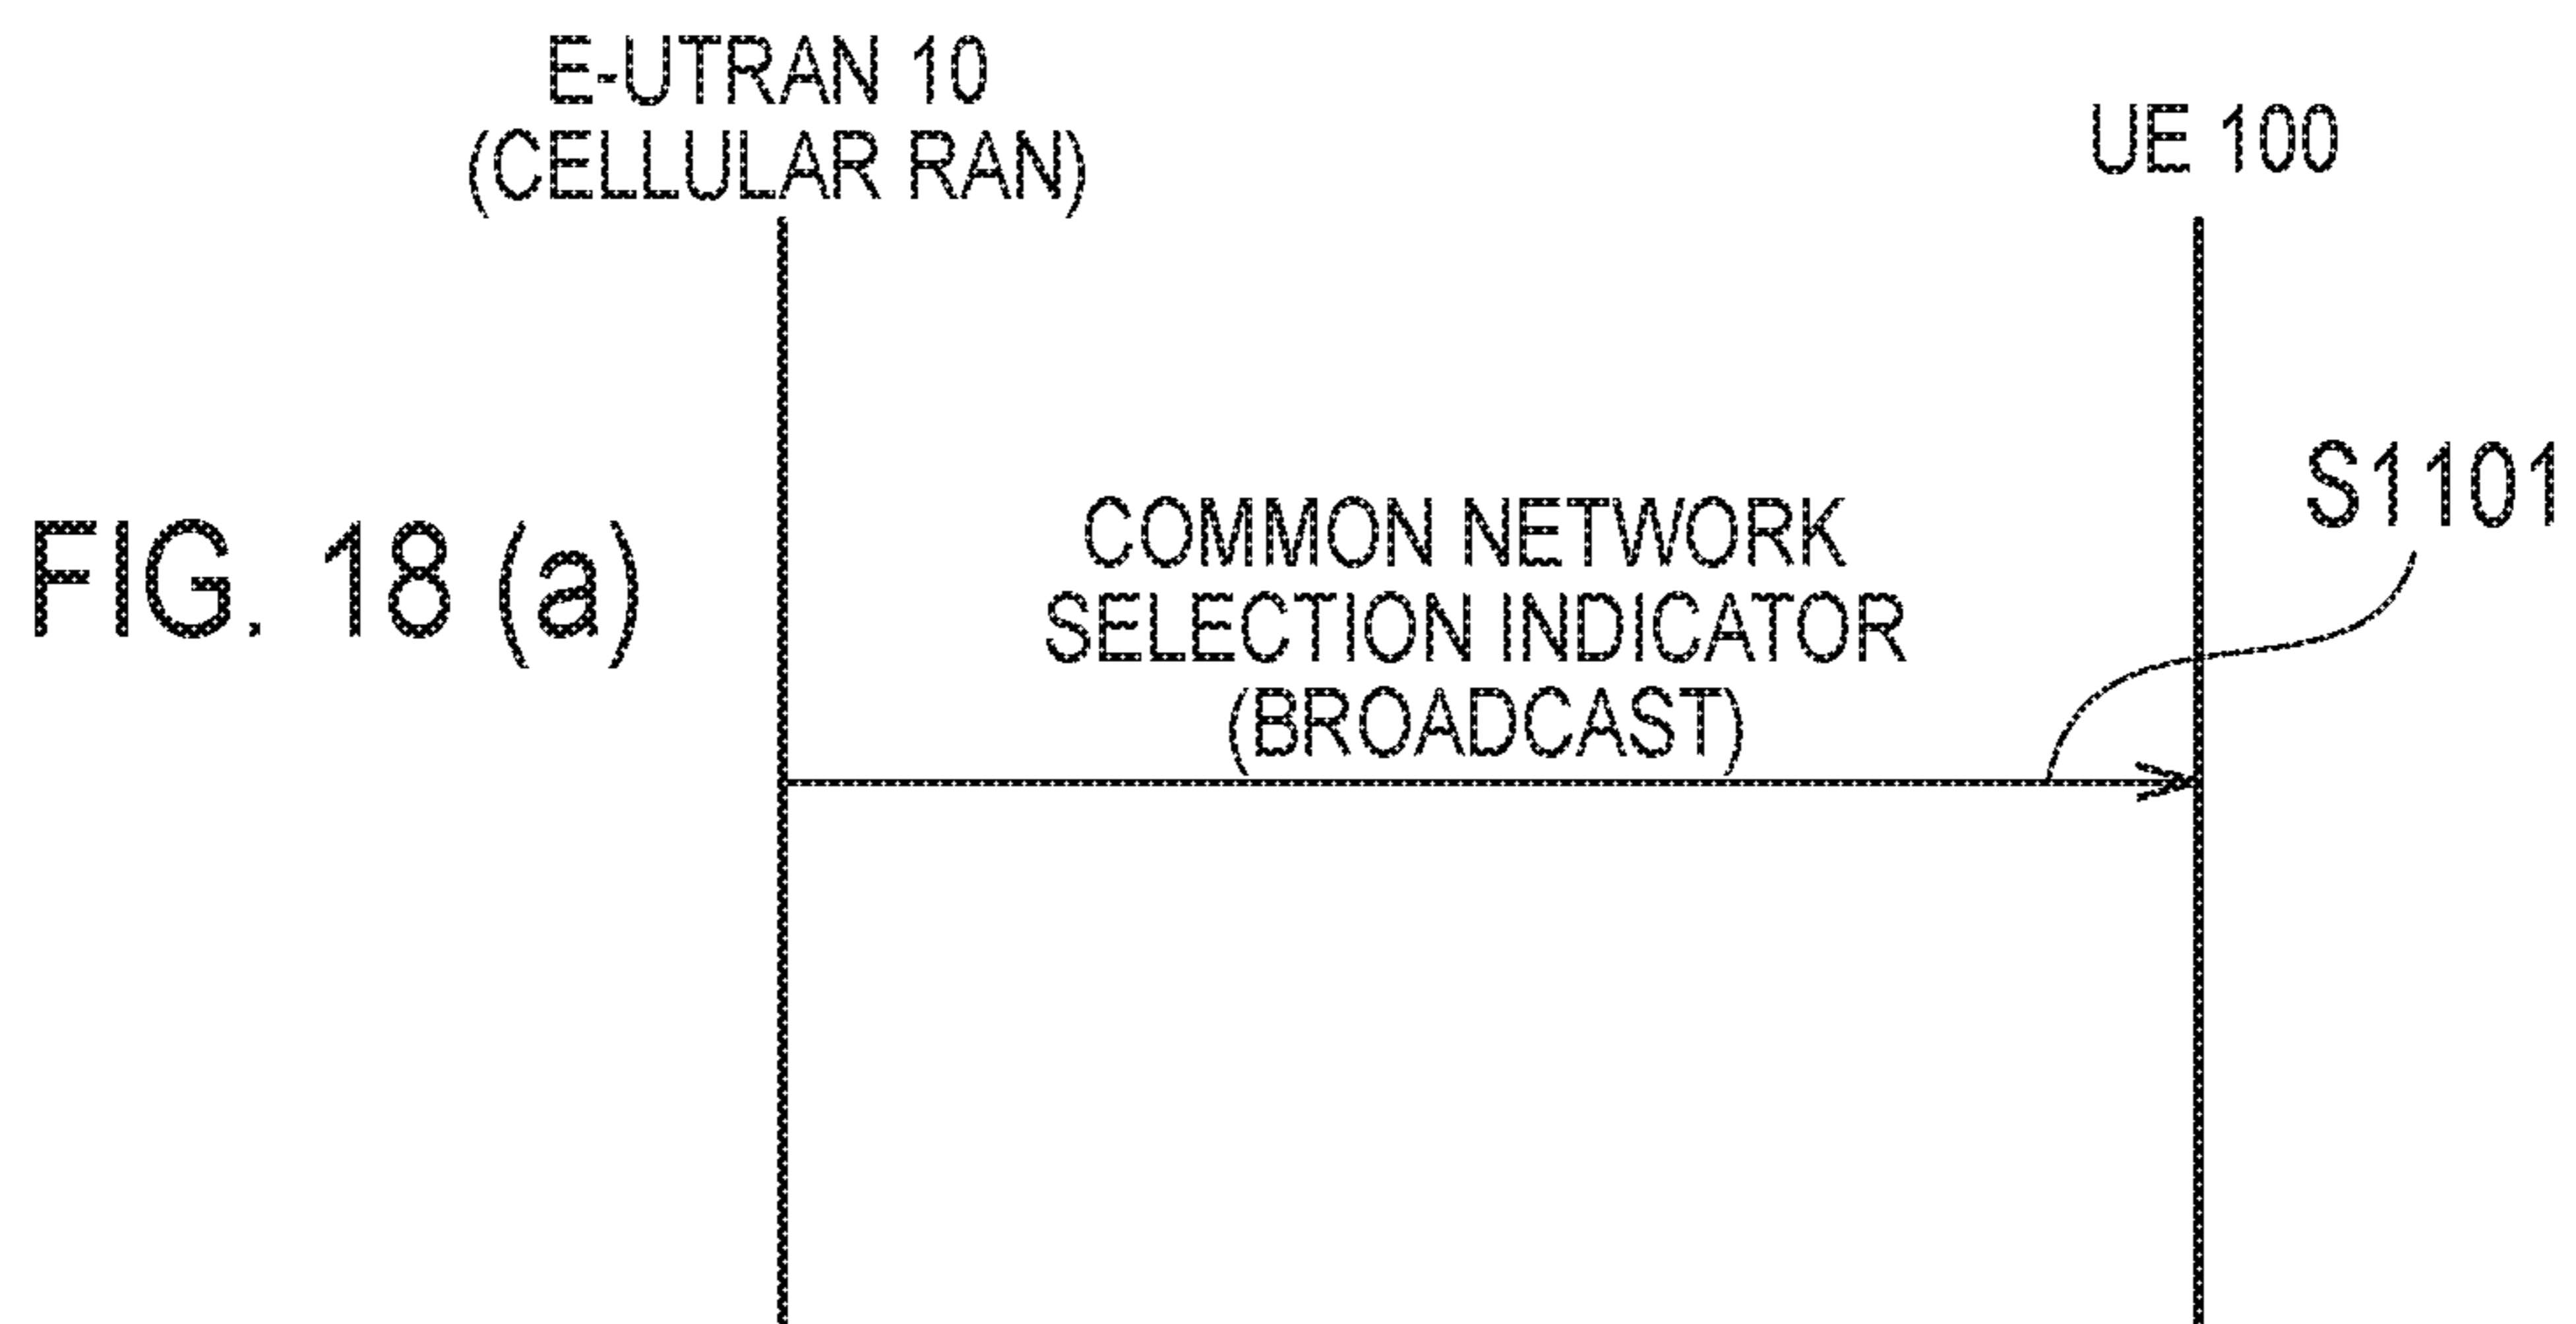 E-UTRAN 10
(CELLULAR RAN)
UE 100
S1101
COMMON NETWORK
SELECTION INDICATOR
(BROADCAST)
FIG. 18 (a)